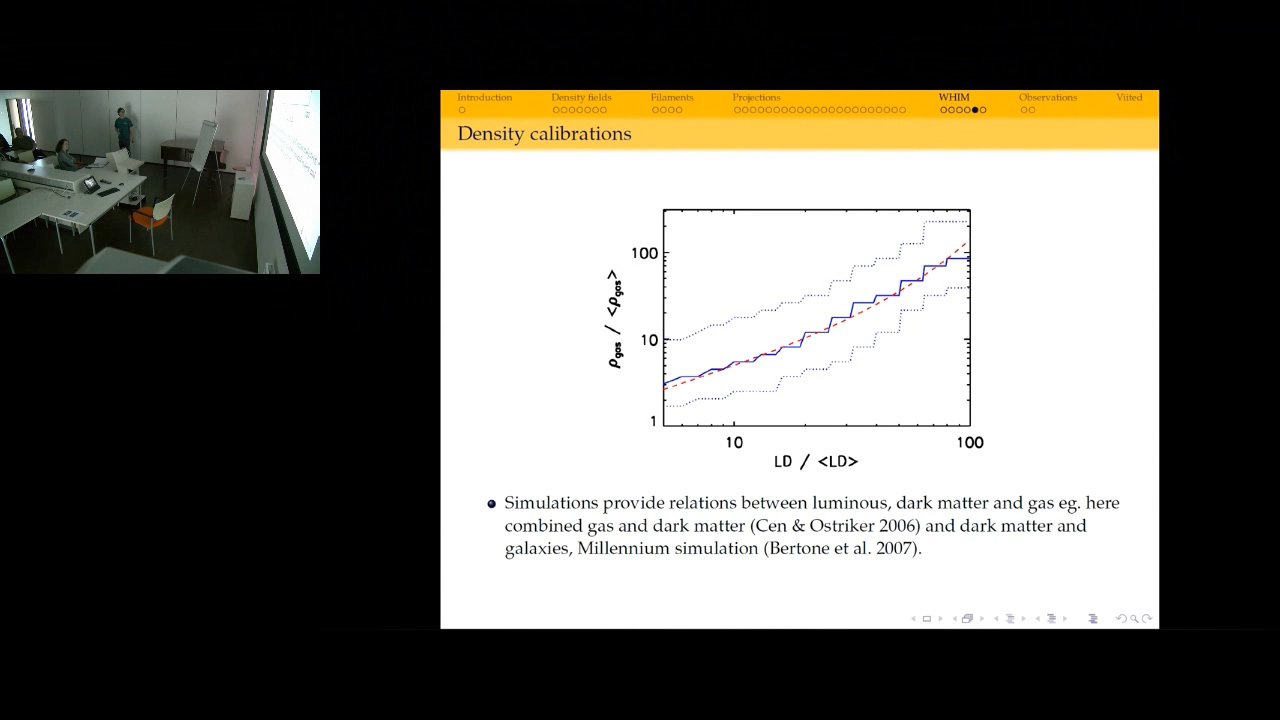 Introduction Density fields Filaments Projections WHIM Observations Viited
Density calibrations
100
10
1
ρgas / <ρgas>
10 100
LD / <LD>
Simulations provide relations between luminous, dark matter and gas eg. here
combined gas and dark matter (Cen & Ostriker 2006) and dark matter and
galaxies, Millennium simulation (Bertone et al. 2007).